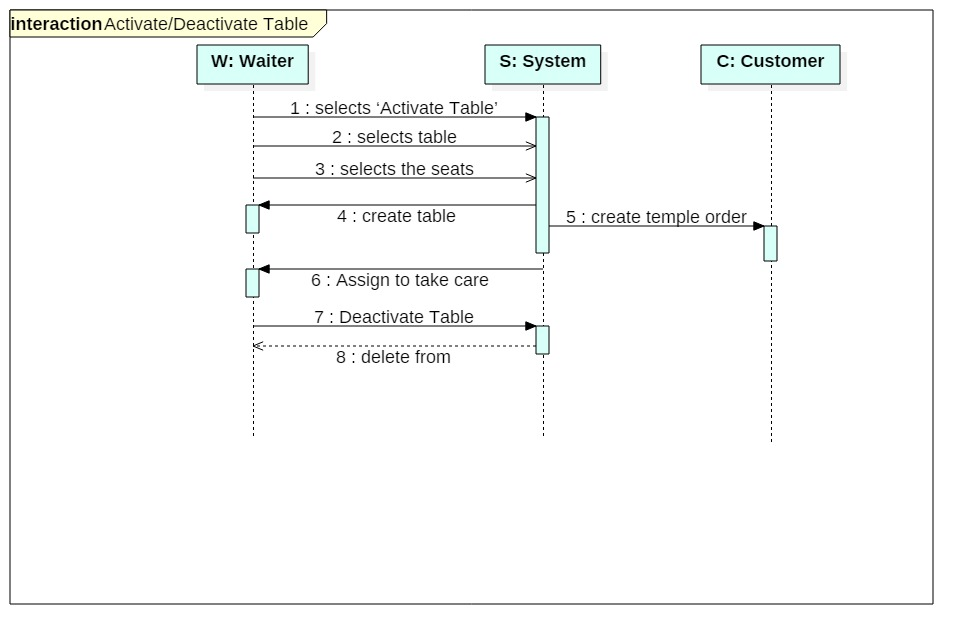 interaction Activate/Deactivate Table
W: Waiter
S: System
C: Customer
1 : selects ‘Activate Table’
2 : selects table
3 : selects the seats
4 : create table
5 : create temple order
6 : Assign to take care
7 : Deactivate Table
8 : delete from